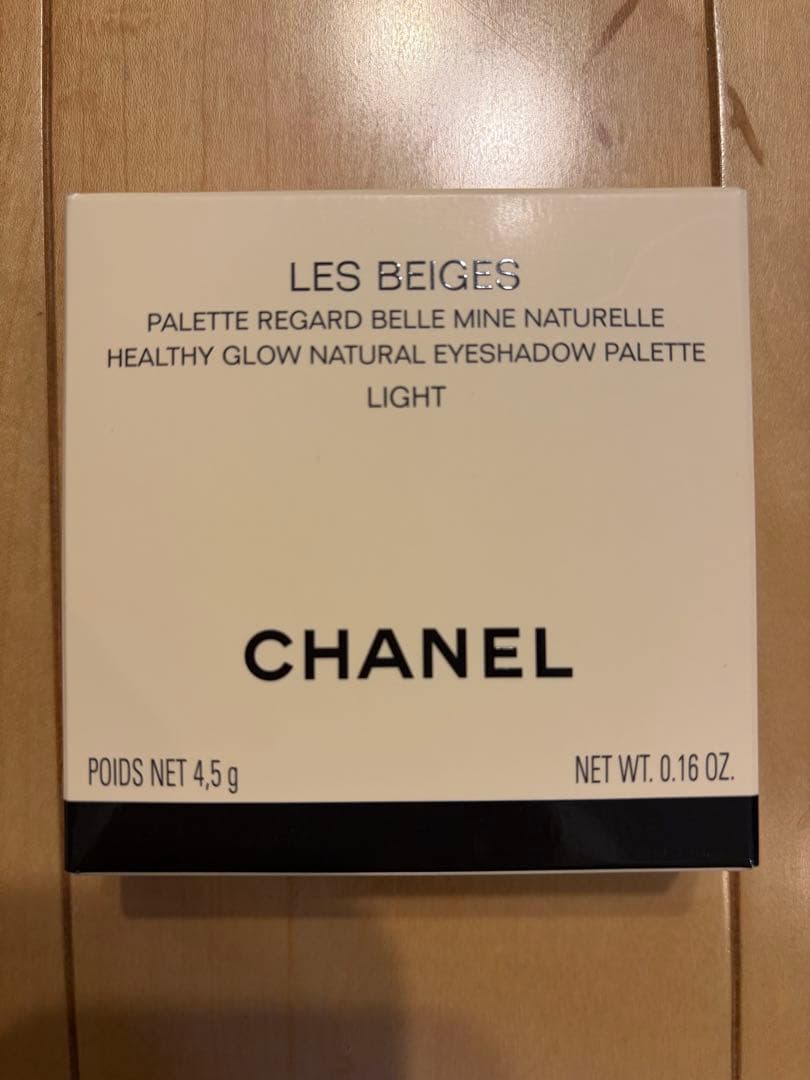 LES BEIGES
PALETTE REGARD BELLE MINE NATURELLE
HEALTHY GLOW NATURAL EYESHADOW PALETTE
LIGHT
CHANEL
POIDS NET 4,5 g
NET WT. 0.16 OZ.